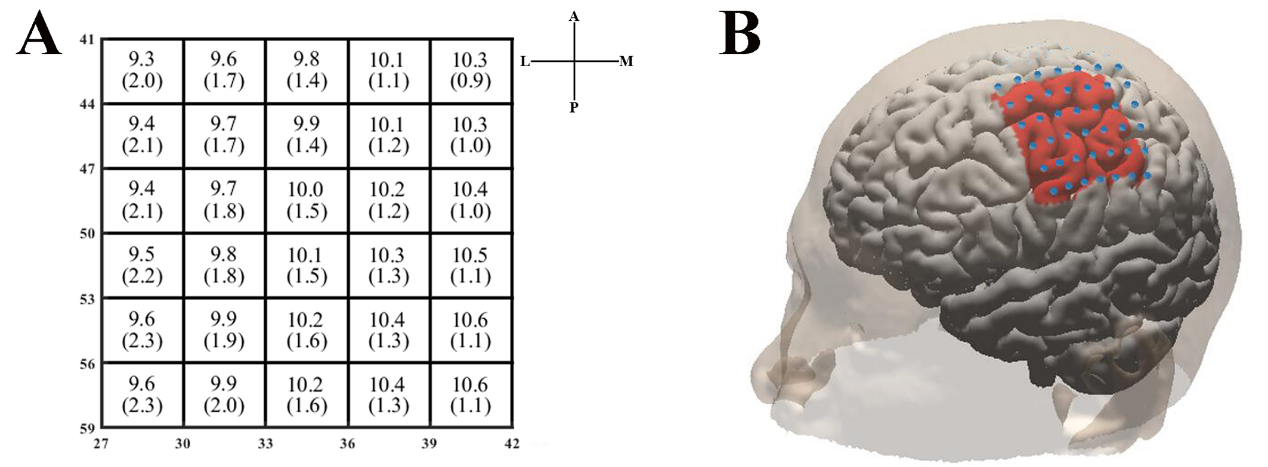 A
B
A
L M
P
41
9.3 9.6 9.8 10.1 10.3
(2.0) (1.7) (1.4) (1.1) (0.9)
44
9.4 9.7 9.9 10.1 10.3
(2.1) (1.7) (1.4) (1.2) (1.0)
47
9.4 9.7 10.0 10.2 10.4
(2.1) (1.8) (1.5) (1.2) (1.0)
50
9.5 9.8 10.1 10.3 10.5
(2.2) (1.8) (1.5) (1.3) (1.1)
53
9.6 9.9 10.2 10.4 10.6
(2.3) (1.9) (1.6) (1.3) (1.1)
56
9.6 9.9 10.2 10.4 10.6
(2.3) (2.0) (1.6) (1.3) (1.1)
59
27 30 33 36 39 42